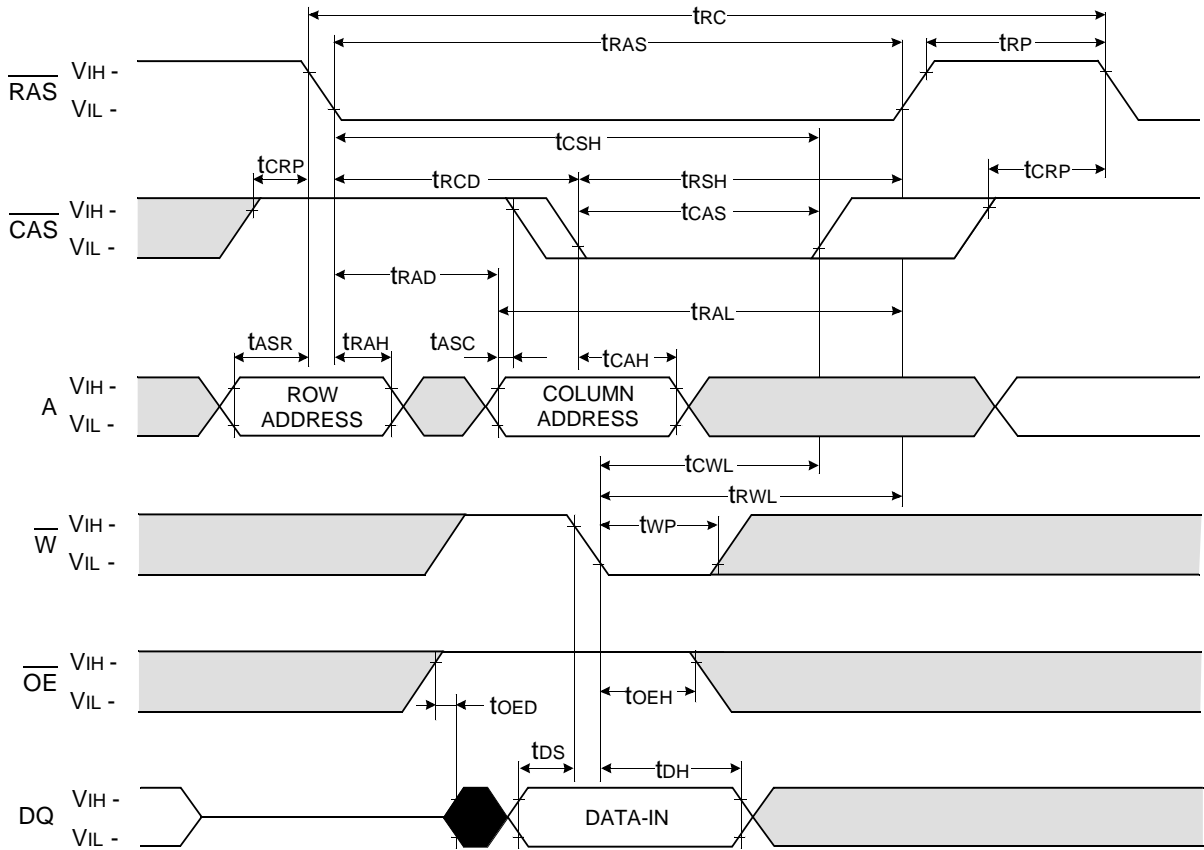 tRC
tRAS
tRP
RAS
VIH -
VIL -
tCSH
tCRP
tRCD
tRSH
tCRP
CAS
VIH -
VIL -
tCAS
tRAD
tRAL
tASR
tRAH
tASC
tCAH
A
VIH -
VIL -
ROW
ADDRESS
COLUMN
ADDRESS
tCWL
tRWL
W
VIH -
VIL -
tWP
OE
VIH -
VIL -
tOED
tOEH
tDS
tDH
DQ
VIH -
VIL -
DATA-IN